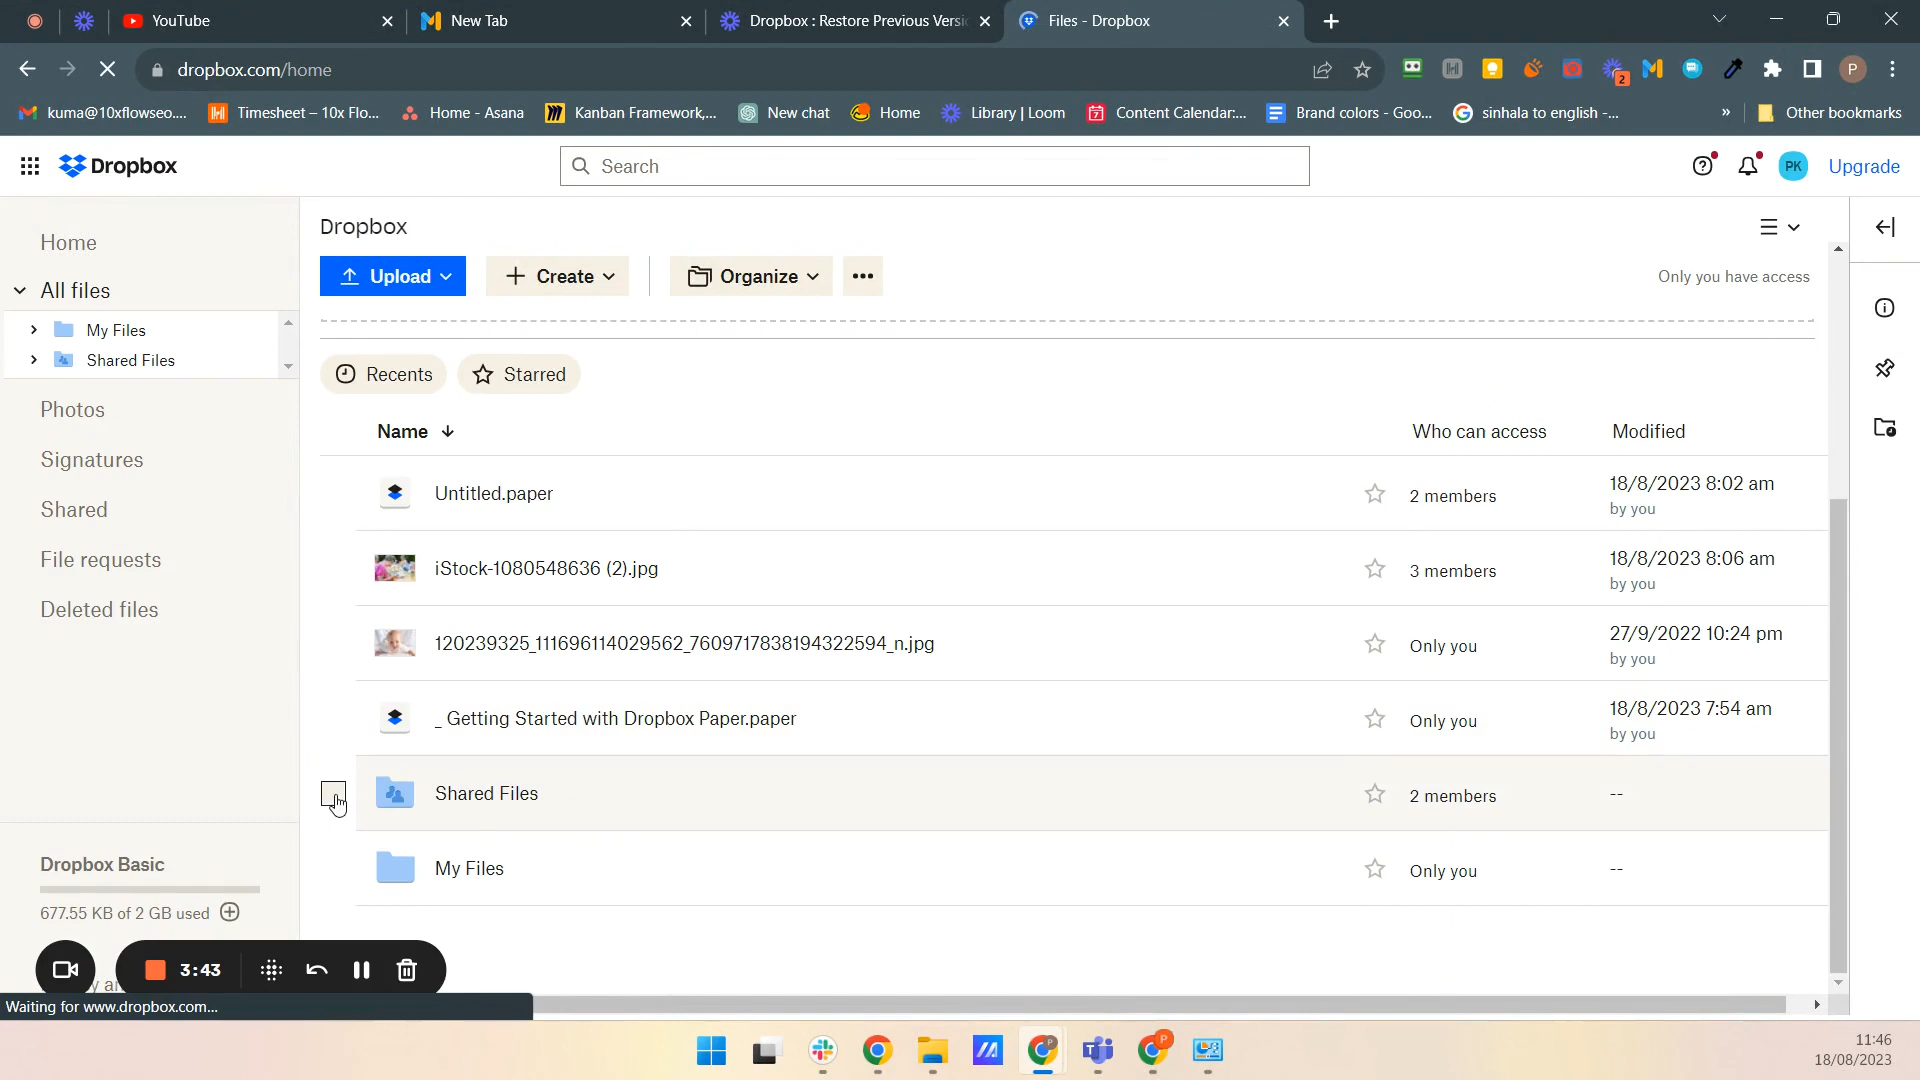 YouTube
New Tab
Dropbox : Restore Previous Versi
Files - Dropbox
dropbox.com/home
2
P
kuma@10xflowseo....
Timesheet – 10x Flo...
Home - Asana
Kanban Framework,...
New chat
Home
Library | Loom
Content Calendar:...
Brand colors - Goo...
sinhala to english -...
»
Other bookmarks
Dropbox
Search
PK
Upgrade
Home
All files
My Files
Shared Files
Photos
Signatures
Shared
File requests
Deleted files
Dropbox Basic
677.55 KB of 2 GB used
Dropbox
Upload
Create
Organize
Only you have access
Recents
Starred
Name
Who can access
Modified
Untitled.paper
2 members
18/8/2023 8:02 am
by you
iStock-1080548636 (2).jpg
3 members
18/8/2023 8:06 am
by you
120239325_111696114029562_7609717838194322594_n.jpg
Only you
27/9/2022 10:24 pm
by you
_ Getting Started with Dropbox Paper.paper
Only you
18/8/2023 7:54 am
by you
Shared Files
2 members
--
My Files
Only you
--
3:43
Waiting for www.dropbox.com...
11:46
18/08/2023